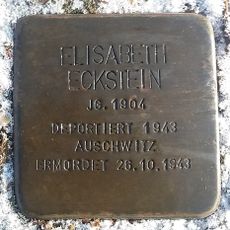 ELISABETH
ECKSTEIN
JG. 1904
DEPORTIERT 1943
AUSCHWITZ
ERMORDET 26.10.1943